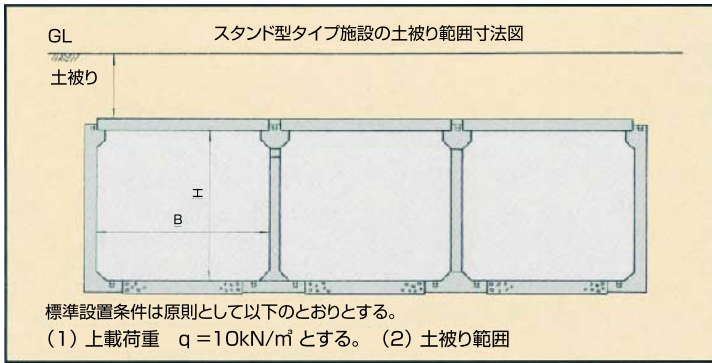 スタンド型タイプ施設の土被り範囲寸法図
GL
土被り
H
B
標準設置条件は原則として以下のとおりとする。
(1) 上載荷重 q=10kN/㎡とする。 (2) 土被り範囲